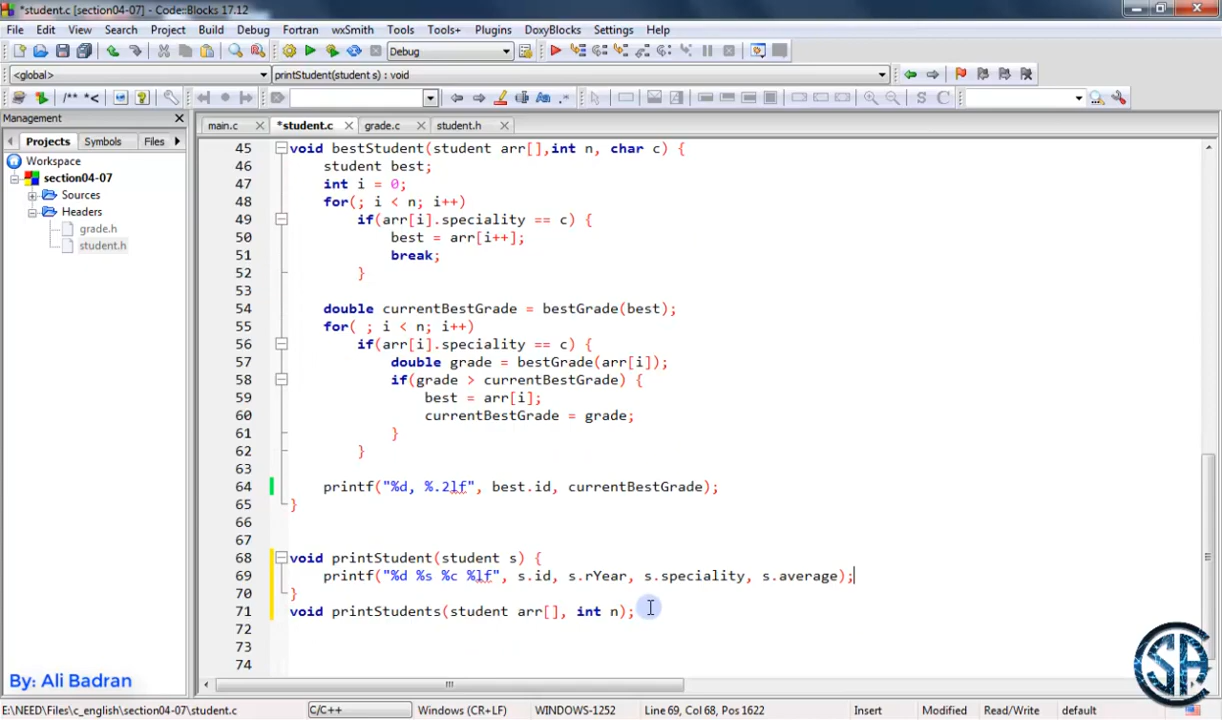 *student.c [section04-07] - Code::Blocks 17.12
File Edit View Search Project Build Debug Fortran wxSmith Tools Tools+ Plugins DoxyBlocks Settings Help
Debug
<global> printStudent(student s) : void
/** *<
S C
Management
Projects Symbols Files
main.c *student.c grade.c student.h
Workspace
section04-07
Sources
Headers
grade.h
student.h
45 void bestStudent(student arr[],int n, char c) {
46 student best;
47 int i = 0;
48 for(; i < n; i++)
49 if(arr[i].speciality == c) {
50 best = arr[i++];
51 break;
52 }
53
54 double currentBestGrade = bestGrade(best);
55 for( ; i < n; i++)
56 if(arr[i].speciality == c) {
57 double grade = bestGrade(arr[i]);
58 if(grade > currentBestGrade) {
59 best = arr[i];
60 currentBestGrade = grade;
61 }
62 }
63
64 printf("%d, %.2lf", best.id, currentBestGrade);
65 }
66
67
68 void printStudent(student s) {
69 printf("%d %s %c %lf", s.id, s.rYear, s.speciality, s.average);
70 }
71 void printStudents(student arr[], int n);
72
73
74
By: Ali Badran
SA
E:\NEED\Files\c_english\section04-07\student.c C/C++ Windows (CR+LF) WINDOWS-1252 Line 69, Col 68, Pos 1622 Insert Modified Read/Write default